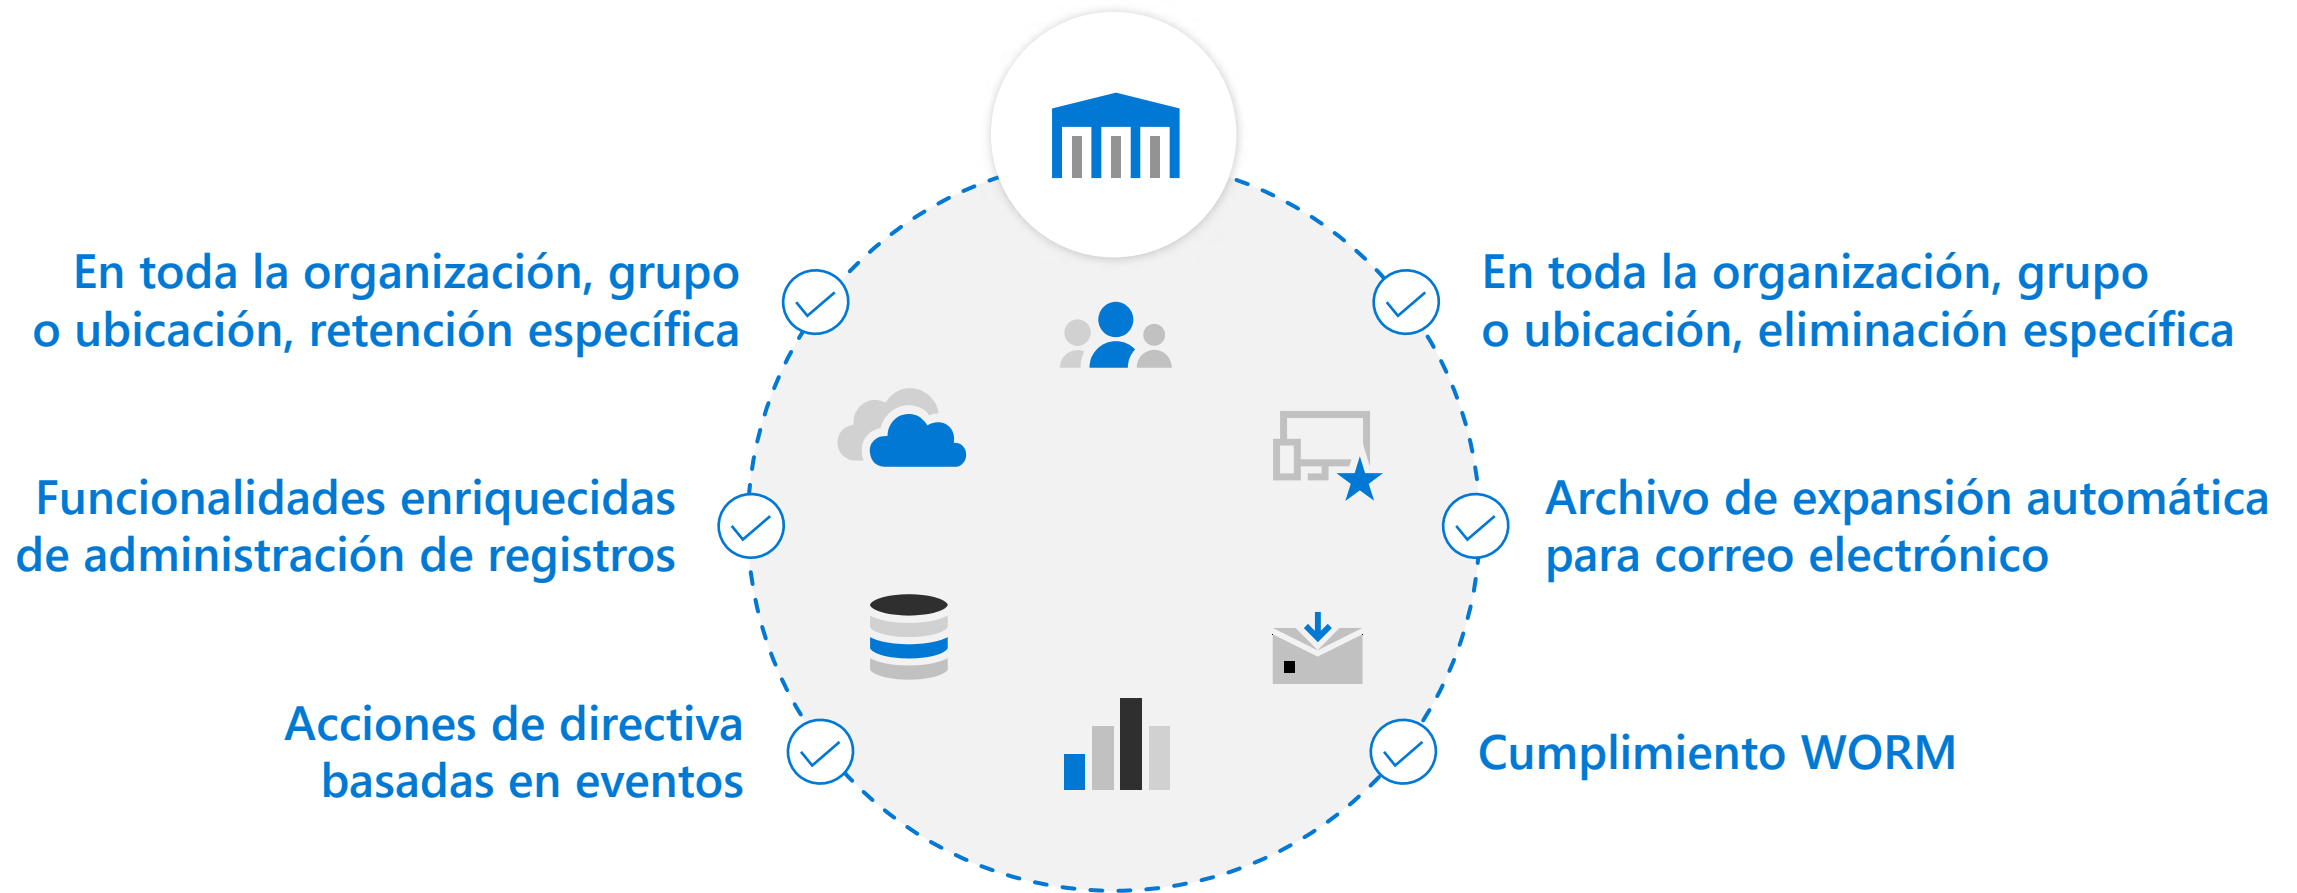 En toda la organización, grupo
o ubicación, retención específica
Funcionalidades enriquecidas
de administración de registros
Acciones de directiva
basadas en eventos
En toda la organización, grupo
o ubicación, eliminación específica
Archivo de expansión automática
para correo electrónico
Cumplimiento WORM